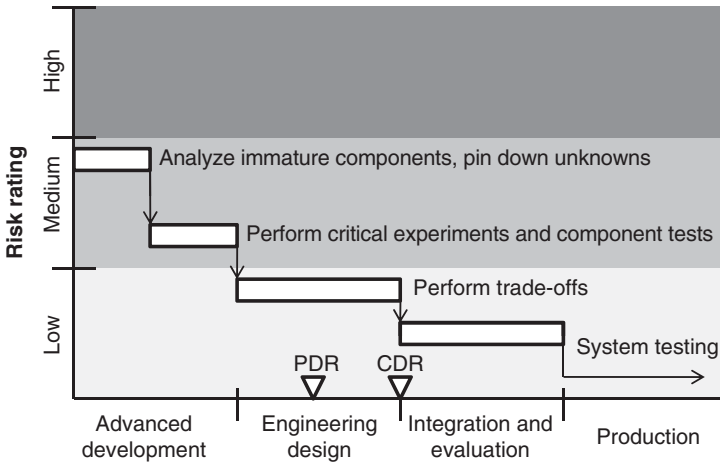 Risk rating
High
Medium
Low
Analyze immature components, pin down unknowns
Perform critical experiments and component tests
Perform trade-offs
System testing
PDR
CDR
Advanced
development
Engineering
design
Integration and
evaluation
Production